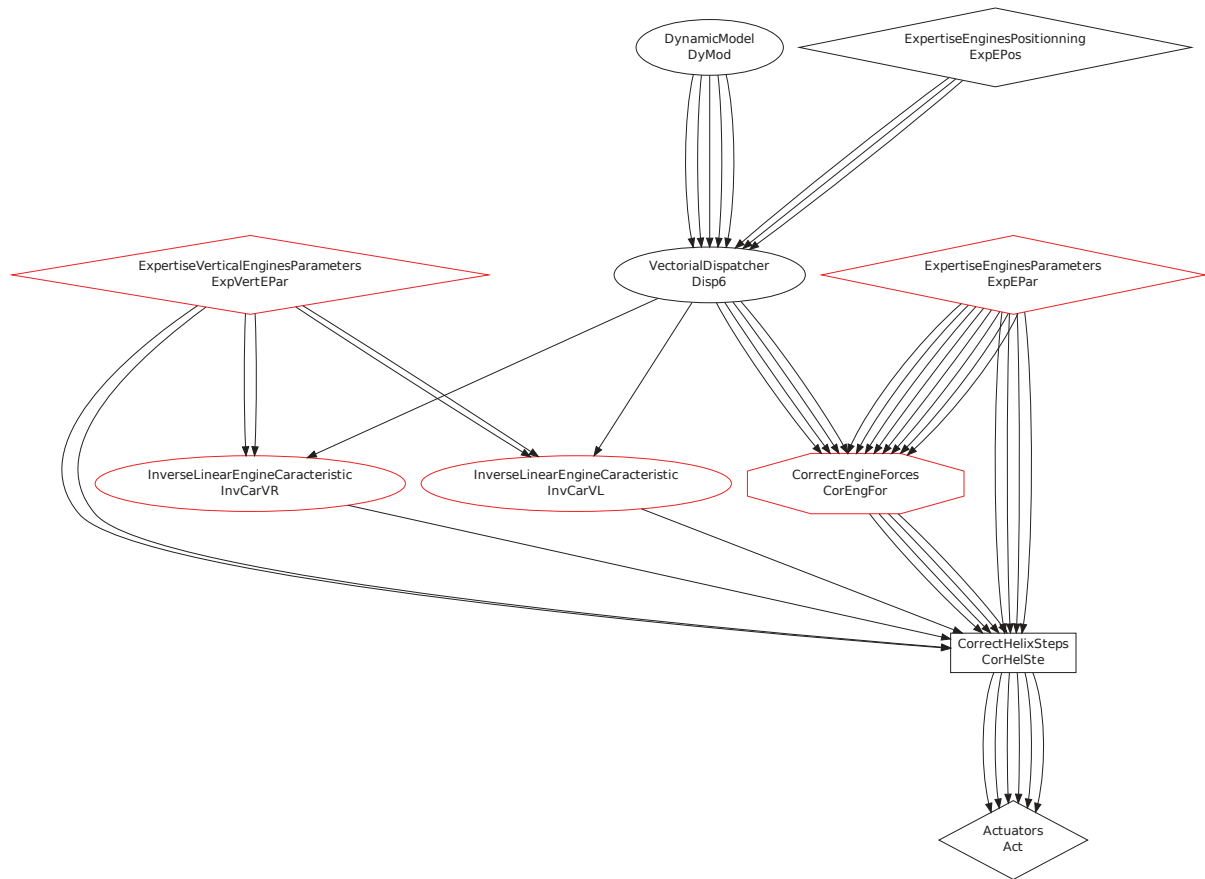 DynamicModel
DyMod
ExpertiseEnginesPositionning
ExpEPos
ExpertiseVerticalEnginesParameters
ExpVertEPar
VectorialDispatcher
Disp6
ExpertiseEnginesParameters
ExpEPar
InverseLinearEngineCaracteristic
InvCarVR
InverseLinearEngineCaracteristic
InvCarVL
CorrectEngineForces
CorEngFor
CorrectHelixSteps
CorHelSte
Actuators
Act